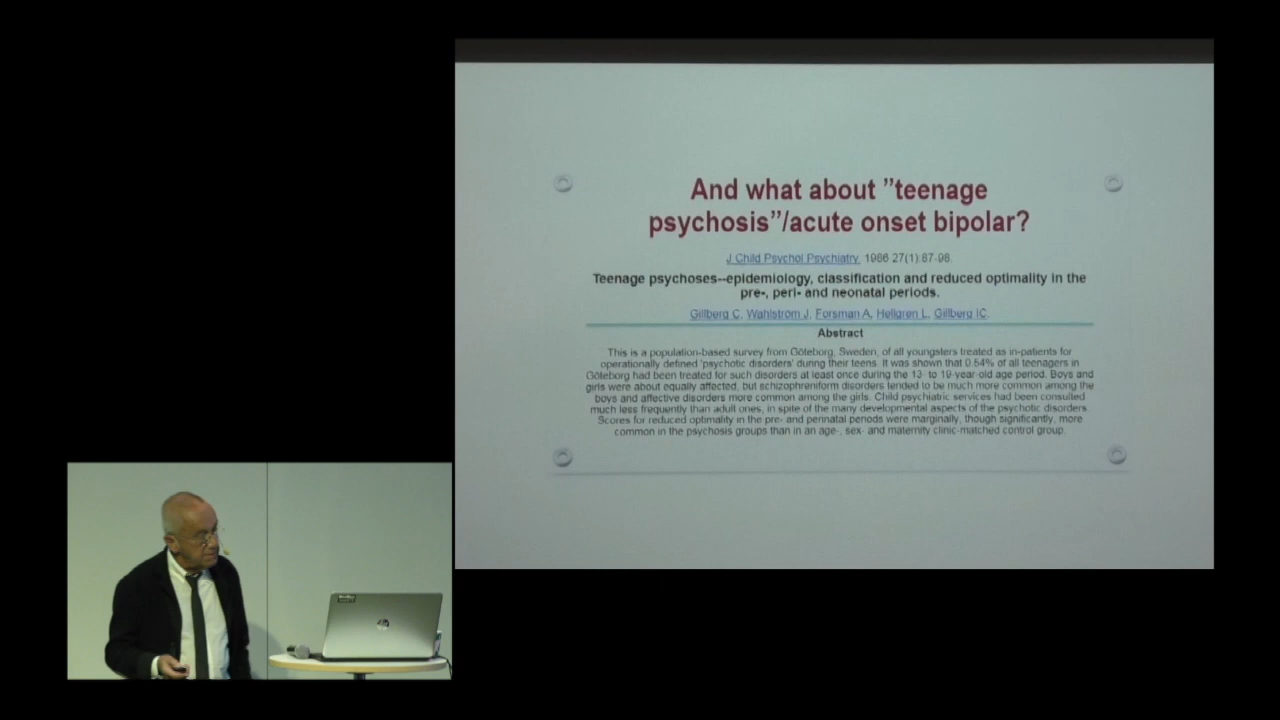 And what about ”teenage
psychosis”/acute onset bipolar?
J Child Psychol Psychiatry. 1986 27(1):87-98.
Teenage psychoses--epidemiology, classification and reduced optimality in the
pre-, peri- and neonatal periods.
Gillberg C, Wahlström J, Forsman A, Hellgren L, Gillberg IC.
Abstract
This is a population-based survey from Göteborg, Sweden, of all youngsters treated as in-patients for
operationally defined 'psychotic disorders' during their teens. It was shown that 0.54% of all teenagers in
Göteborg had been treated for such disorders at least once during the 13- to 19-year-old age period. Boys and
girls were about equally affected, but schizophreniform disorders tended to be much more common among the
boys and affective disorders more common among the girls. Child psychiatric services had been consulted
much less frequently than adult ones, in spite of the many developmental aspects of the psychotic disorders.
Scores for reduced optimality in the pre- and perinatal periods were marginally, though significantly, more
common in the psychosis groups than in an age-, sex- and maternity clinic-matched control group.
hp